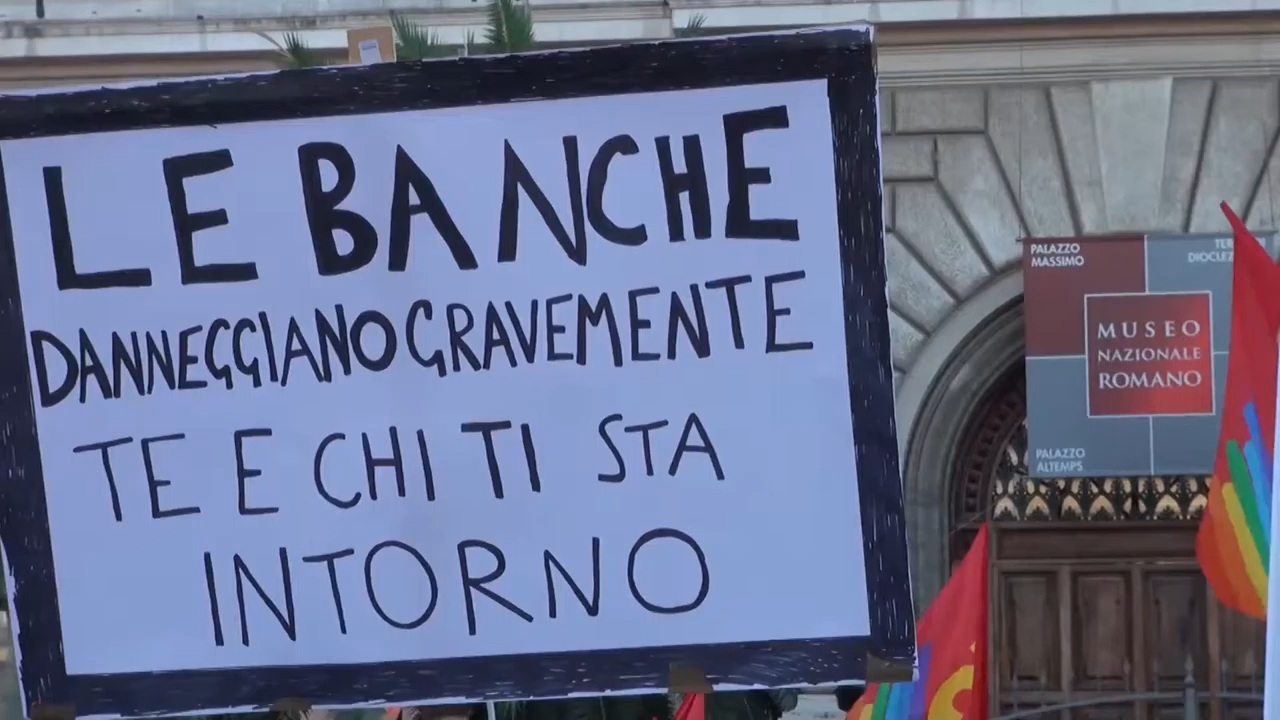 LE BANCHE
DANNEGGIANO GRAVEMENTE
TE E CHI TI STA
INTORNO
PALAZZO
MASSIMO
MUSEO
NAZIONALE
ROMANO
PALAZZO
ALTEMPS